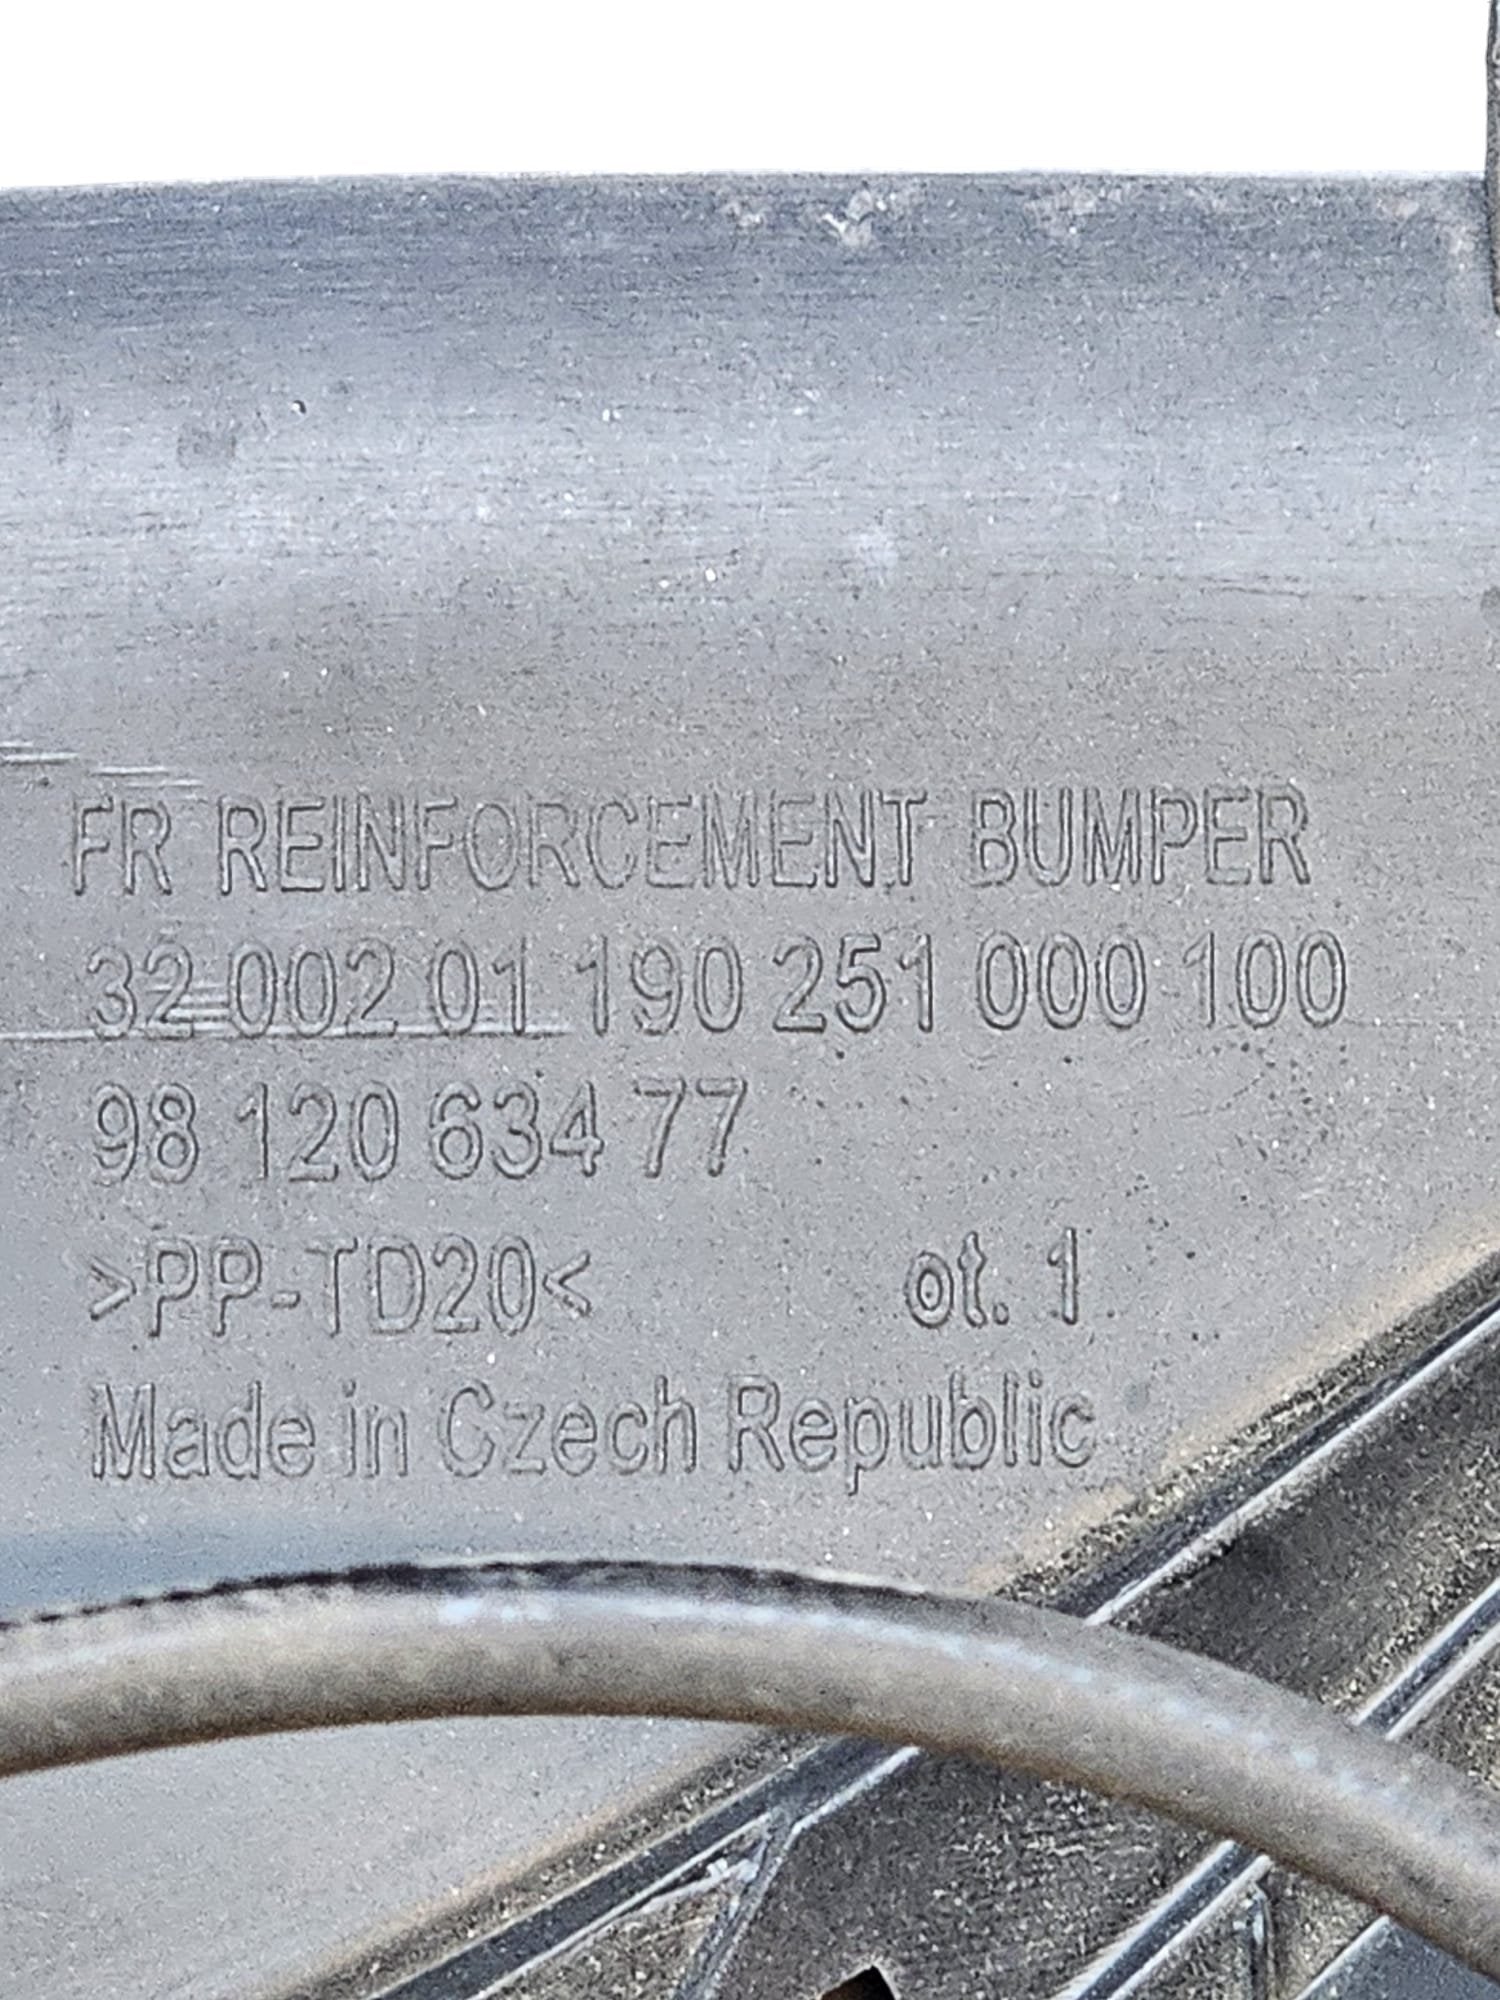 FR REINFORCEMENT BUMPER
32 002 01 190 251 000 100
98 120 634 77
>PP-TD20< ot. 1
Made in Czech Republic